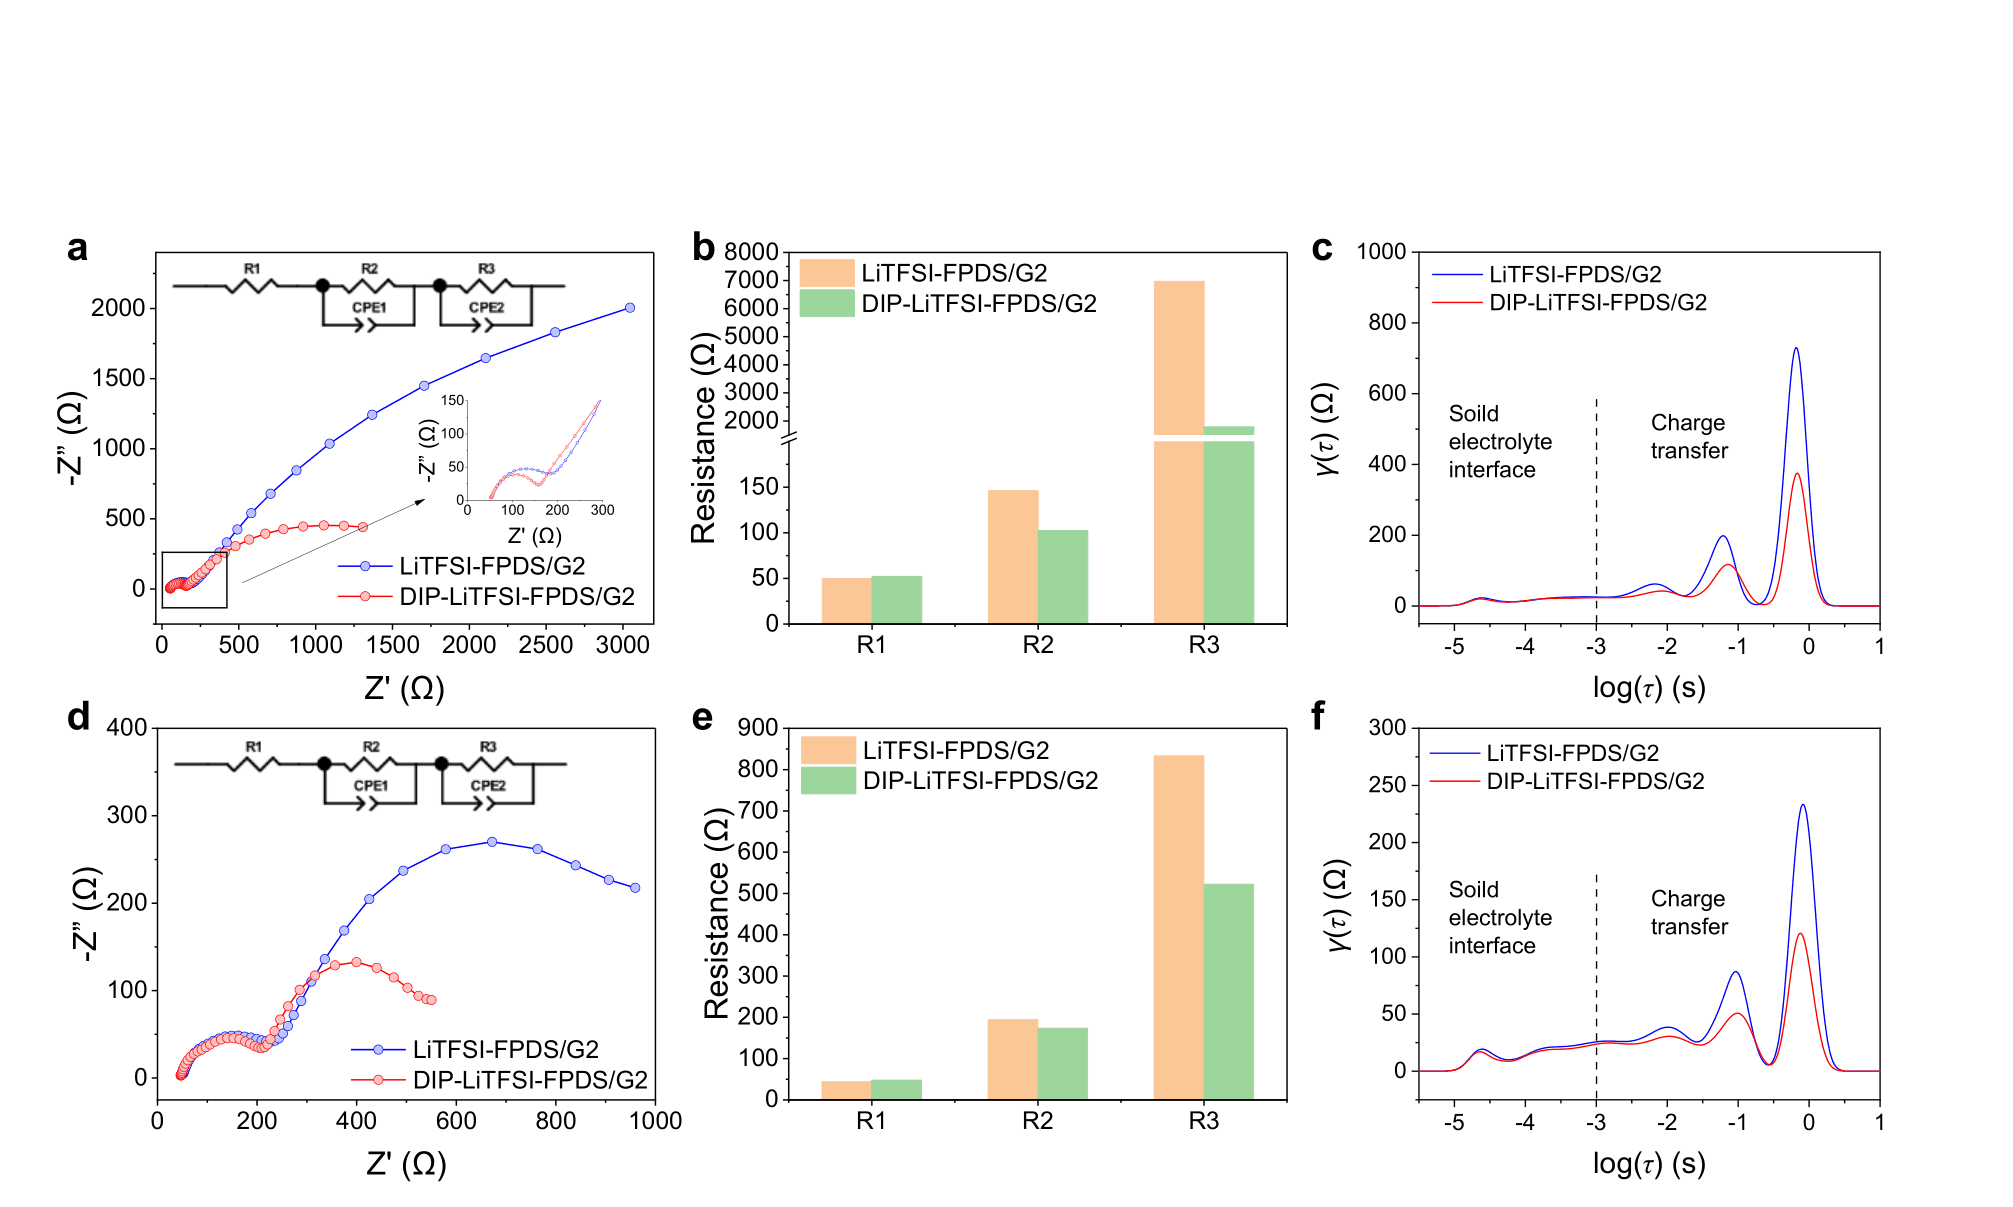 a
R1
R2
R3
CPE1
CPE2
2000
1500
1000
500
0
-Z'' (Ω)
0 500 1000 1500 2000 2500 3000
Z' (Ω)
150
100
50
0
-Z'' (Ω)
0 100 200 300
Z' (Ω)
LiTFSI-FPDS/G2
DIP-LiTFSI-FPDS/G2
b
8000
7000
6000
5000
4000
3000
2000
150
100
50
0
Resistance (Ω)
LiTFSI-FPDS/G2
DIP-LiTFSI-FPDS/G2
R1 R2 R3
c
1000
800
600
400
200
0
γ(τ) (Ω)
LiTFSI-FPDS/G2
DIP-LiTFSI-FPDS/G2
Soild
electrolyte
interface
Charge
transfer
-5 -4 -3 -2 -1 0 1
log(τ) (s)
d
R1
R2
R3
CPE1
CPE2
400
300
200
100
0
-Z'' (Ω)
LiTFSI-FPDS/G2
DIP-LiTFSI-FPDS/G2
0 200 400 600 800 1000
Z' (Ω)
e
900
800
700
600
500
400
300
200
100
0
Resistance (Ω)
LiTFSI-FPDS/G2
DIP-LiTFSI-FPDS/G2
R1 R2 R3
f
300
250
200
150
100
50
0
γ(τ) (Ω)
LiTFSI-FPDS/G2
DIP-LiTFSI-FPDS/G2
Soild
electrolyte
interface
Charge
transfer
-5 -4 -3 -2 -1 0 1
log(τ) (s)